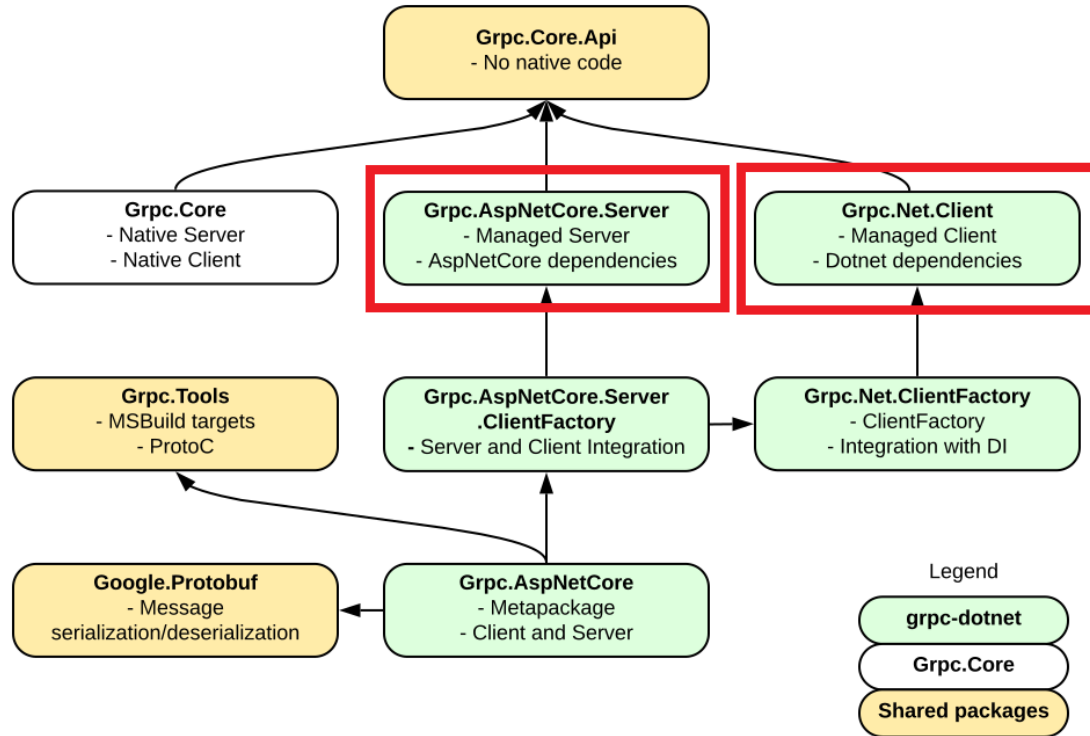 Grpc.Core.Api
- No native code
Grpc.Core
- Native Server
- Native Client
Grpc.AspNetCore.Server
- Managed Server
- AspNetCore dependencies
Grpc.Net.Client
- Managed Client
- Dotnet dependencies
Grpc.Tools
- MSBuild targets
- ProtoC
Grpc.AspNetCore.Server
.ClientFactory
- Server and Client Integration
Grpc.Net.ClientFactory
- ClientFactory
- Integration with DI
Google.Protobuf
- Message
serialization/deserialization
Grpc.AspNetCore
- Metapackage
- Client and Server
Legend
grpc-dotnet
Grpc.Core
Shared packages